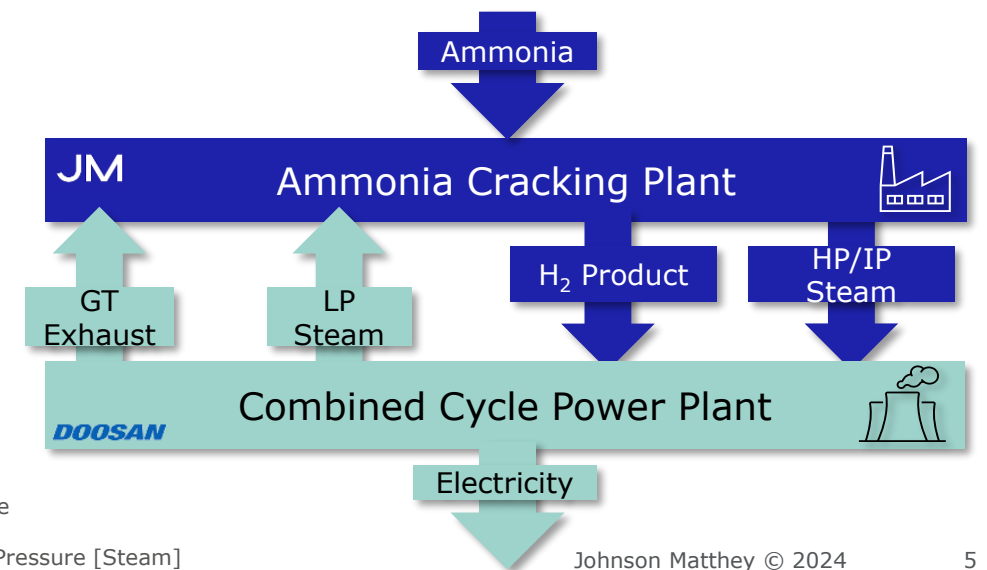 Ammonia
JM
Ammonia Cracking Plant
GT
Exhaust
LP
Steam
H₂ Product
HP/IP
Steam
Combined Cycle Power Plant
DOOSAN
Electricity
e
Pressure [Steam]
Johnson Matthey © 2024
5